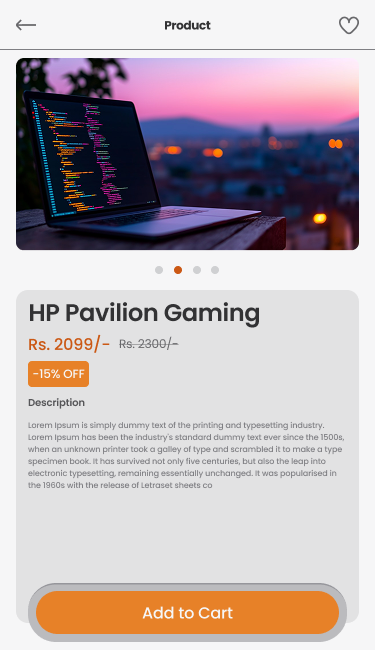 Product
HP Pavilion Gaming
Rs. 2099/- Rs. 2300/-
-15% OFF
Description
Lorem Ipsum is simply dummy text of the printing and typesetting industry.
Lorem Ipsum has been the industry's standard dummy text ever since the 1500s,
when an unknown printer took a galley of type and scrambled it to make a type
specimen book. It has survived not only five centuries, but also the leap into
electronic typesetting, remaining essentially unchanged. It was popularised in
the 1960s with the release of Letraset sheets co
Add to Cart